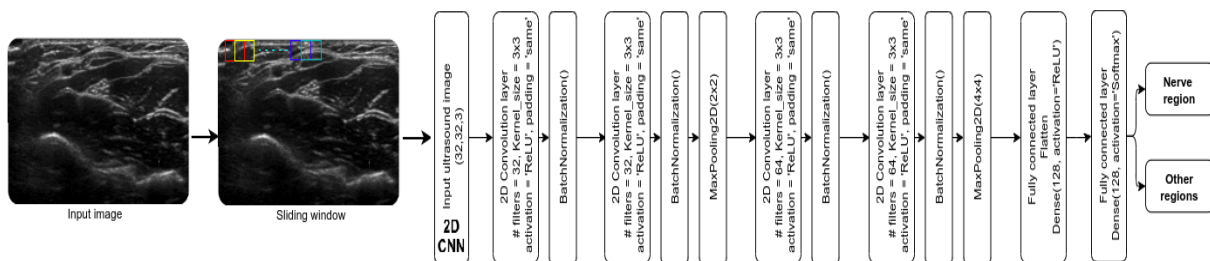 Input image
Sliding window
Input ultrasound image
(32,32,3)
2D
CNN
2D Convolution layer
# filters = 32, Kernel_size = 3x3
activation = 'ReLU', padding = 'same'
BatchNormalization()
2D Convolution layer
# filters = 32, Kernel_size = 3x3
activation = 'ReLU', padding = 'same'
BatchNormalization()
MaxPooling2D(2x2)
2D Convolution layer
# filters = 64, Kernel_size = 3x3
activation = 'ReLU', padding = 'same'
BatchNormalization()
2D Convolution layer
# filters = 64, Kernel_size = 3x3
activation = 'ReLU', padding = 'same'
BatchNormalization()
MaxPooling2D(4x4)
Fully connected layer
Flatten
Dense(128, activation='ReLU')
Fully connected layer
Dense(128, activation='Softmax')
Nerve
region
Other
regions